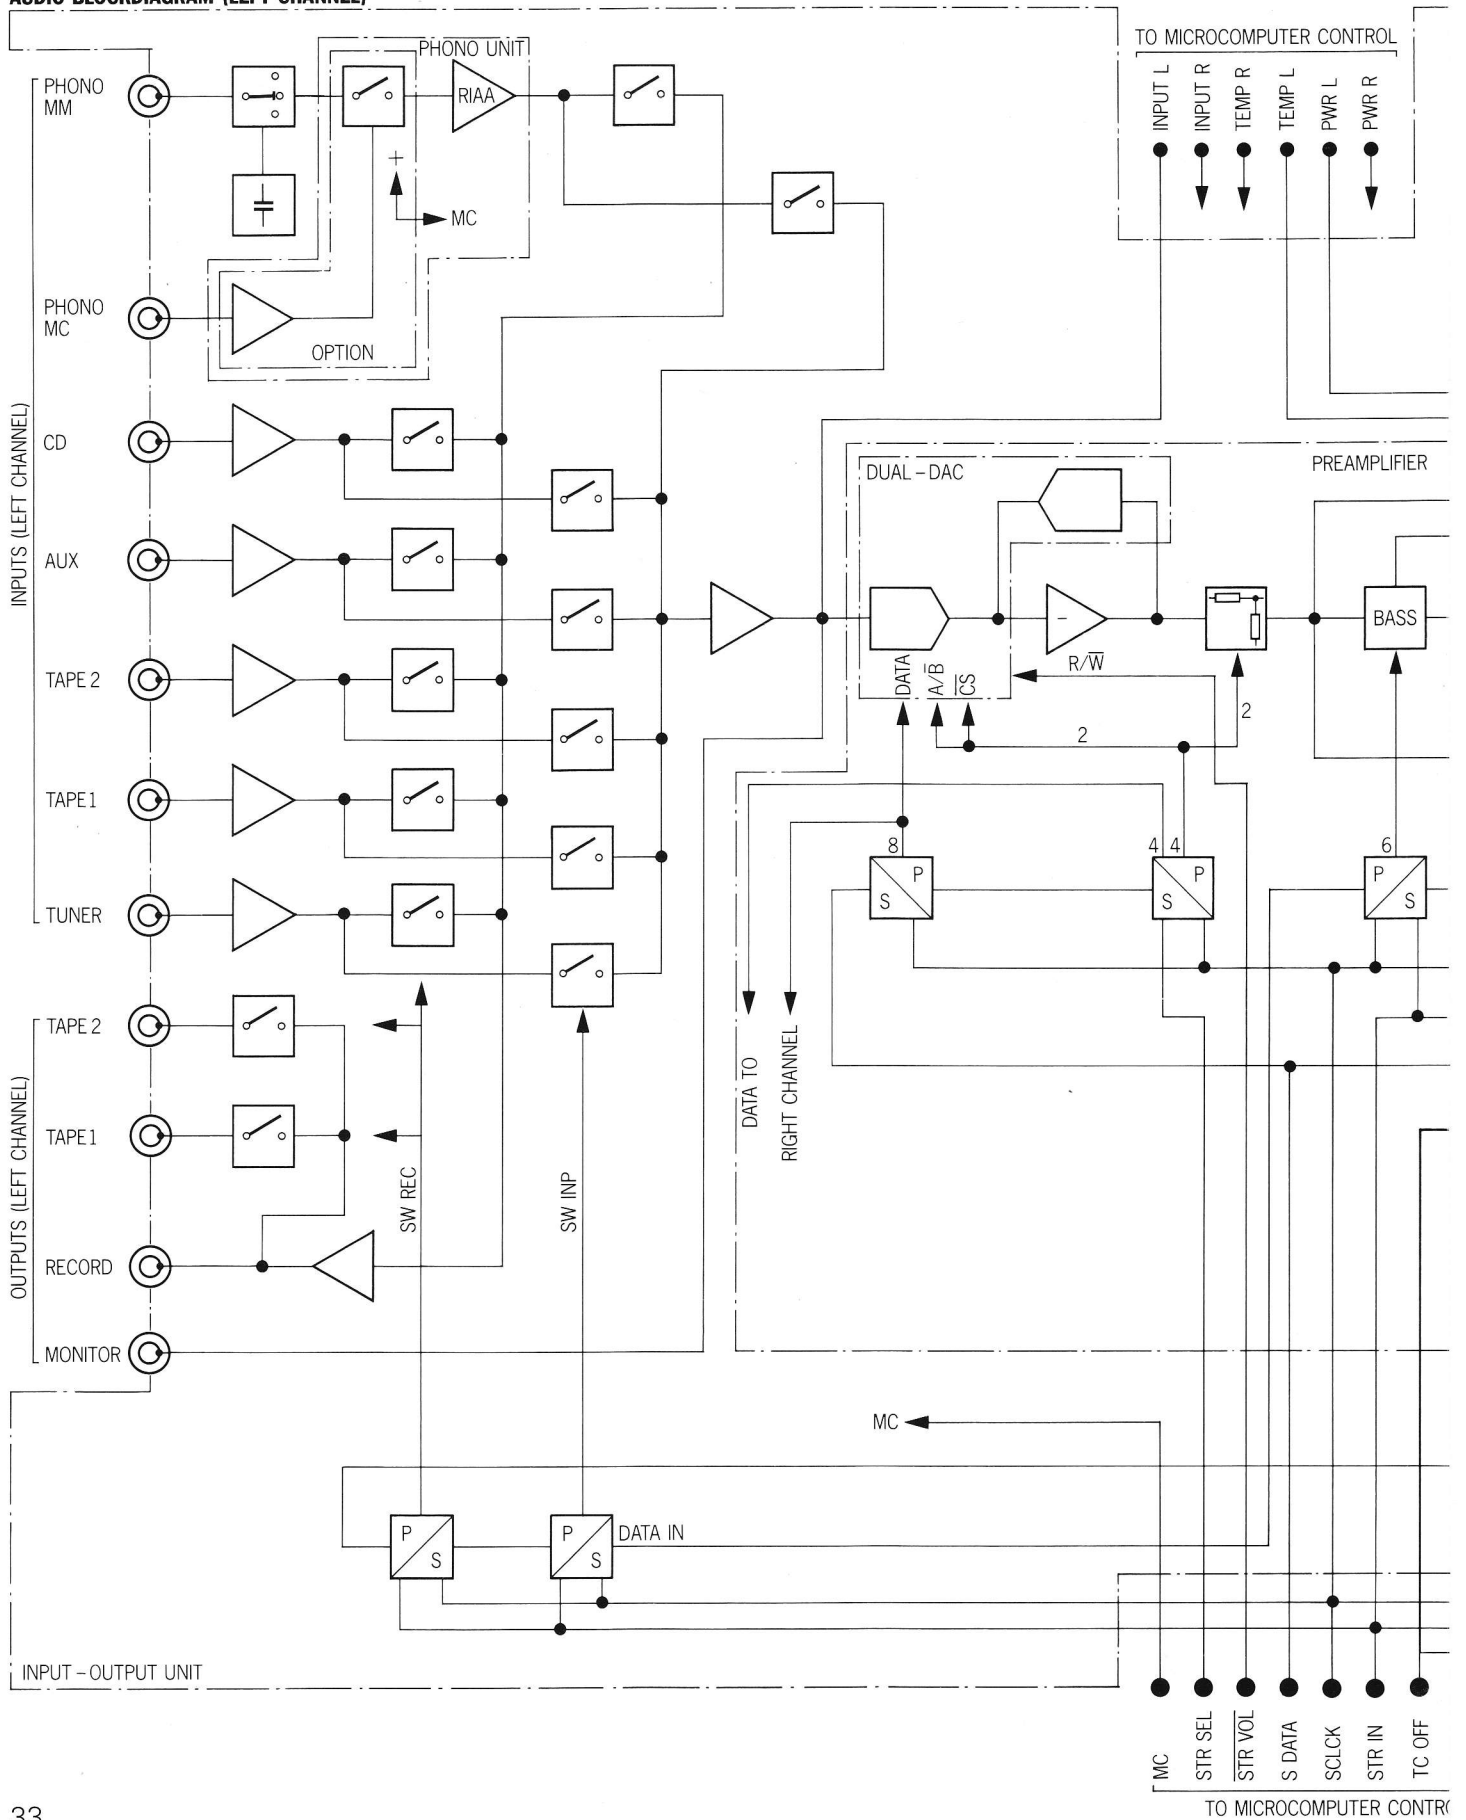 AUDIO BLOCKDIAGRAM (LEFT CHANNEL)
TO MICROCOMPUTER CONTROL
INPUT L
INPUT R
TEMP R
TEMP L
PWR L
PWR R
INPUTS (LEFT CHANNEL)
PHONO
MM
PHONO UNIT
RIAA
+
MC
PHONO
MC
OPTION
CD
AUX
TAPE 2
TAPE 1
TUNER
DUAL – DAC
PREAMPLIFIER
–
BASS
DATA
A/B̅
C̅S̅
R/W̅
2
2
8
P
S
4 4
P
S
6
P
S
DATA TO
RIGHT CHANNEL
OUTPUTS (LEFT CHANNEL)
TAPE 2
TAPE 1
RECORD
MONITOR
SW REC
SW INP
MC
P
S
P
S
DATA IN
INPUT – OUTPUT UNIT
MC
STR SEL
S̅T̅R̅ V̅O̅L̅
S DATA
SCLCK
STR IN
TC OFF
TO MICROCOMPUTER CONTR
33